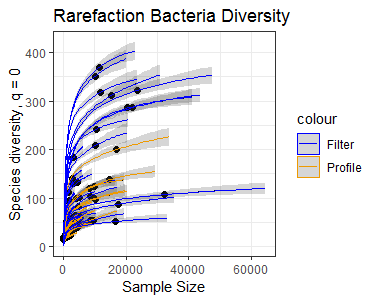 Rarefaction Bacteria Diversity
Species diversity, q = 0
400
300
200
100
0
0 20000 40000 60000
Sample Size
colour
Filter
Profile